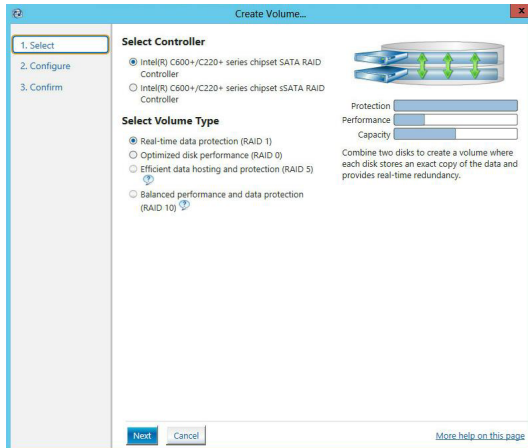 Create Volume...
x
1. Select
2. Configure
3. Confirm
Select Controller
Intel(R) C600+/C220+ series chipset SATA RAID
Controller
Intel(R) C600+/C220+ series chipset sSATA RAID
Controller
Select Volume Type
Real-time data protection (RAID 1)
Optimized disk performance (RAID 0)
Efficient data hosting and protection (RAID 5)
?
Balanced performance and data protection
(RAID 10) ?
Protection
Performance
Capacity
Combine two disks to create a volume where
each disk stores an exact copy of the data and
provides real-time redundancy.
Next
Cancel
More help on this page